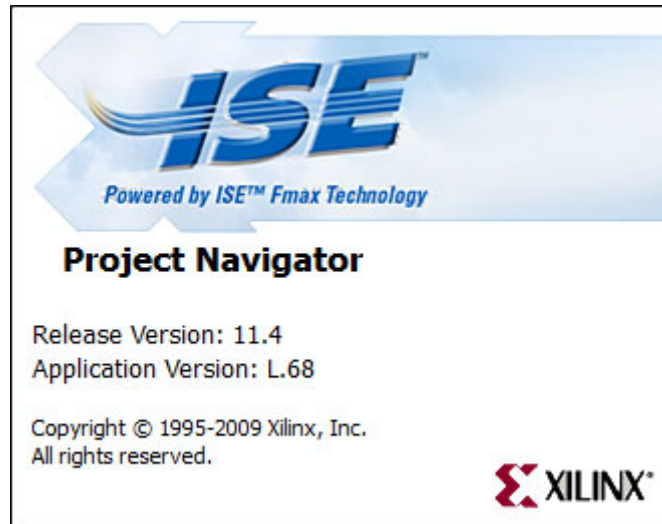 ISE™
Powered by ISE™ Fmax Technology
Project Navigator
Release Version: 11.4
Application Version: L.68
Copyright © 1995-2009 Xilinx, Inc.
All rights reserved.
XILINX®